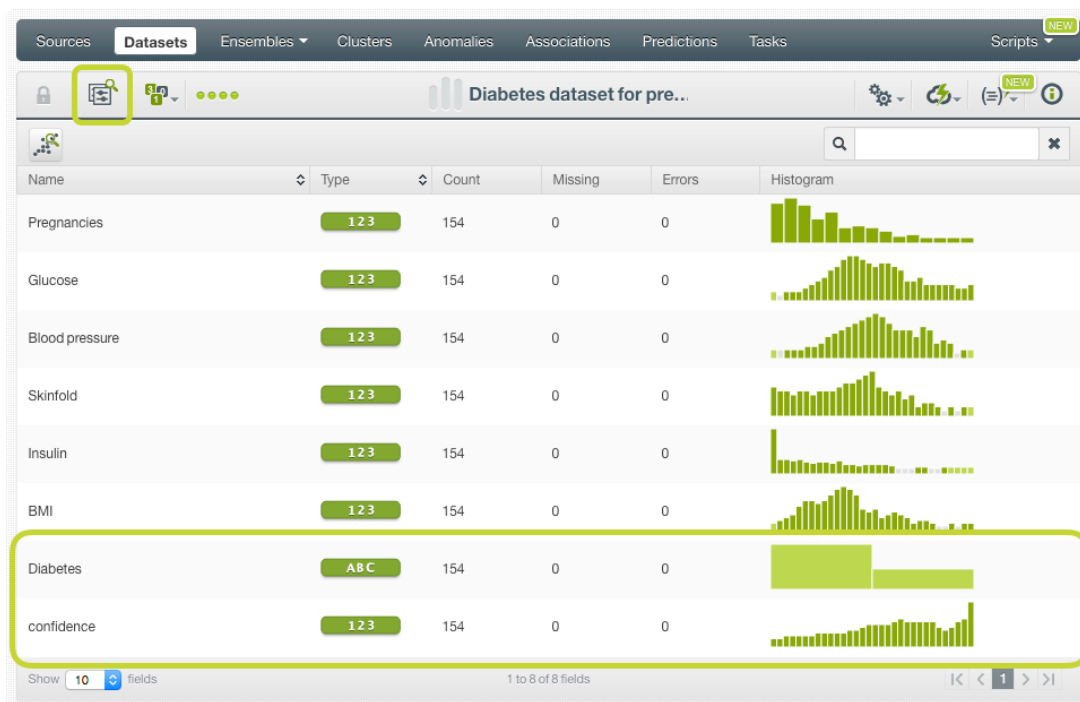 NEW
Sources Datasets Ensembles Clusters Anomalies Associations Predictions Tasks Scripts
NEW
Diabetes dataset for pre...
Name Type Count Missing Errors Histogram
Pregnancies 123 154 0 0
Glucose 123 154 0 0
Blood pressure 123 154 0 0
Skinfold 123 154 0 0
Insulin 123 154 0 0
BMI 123 154 0 0
Diabetes ABC 154 0 0
confidence 123 154 0 0
Show 10 fields 1 to 8 of 8 fields 1